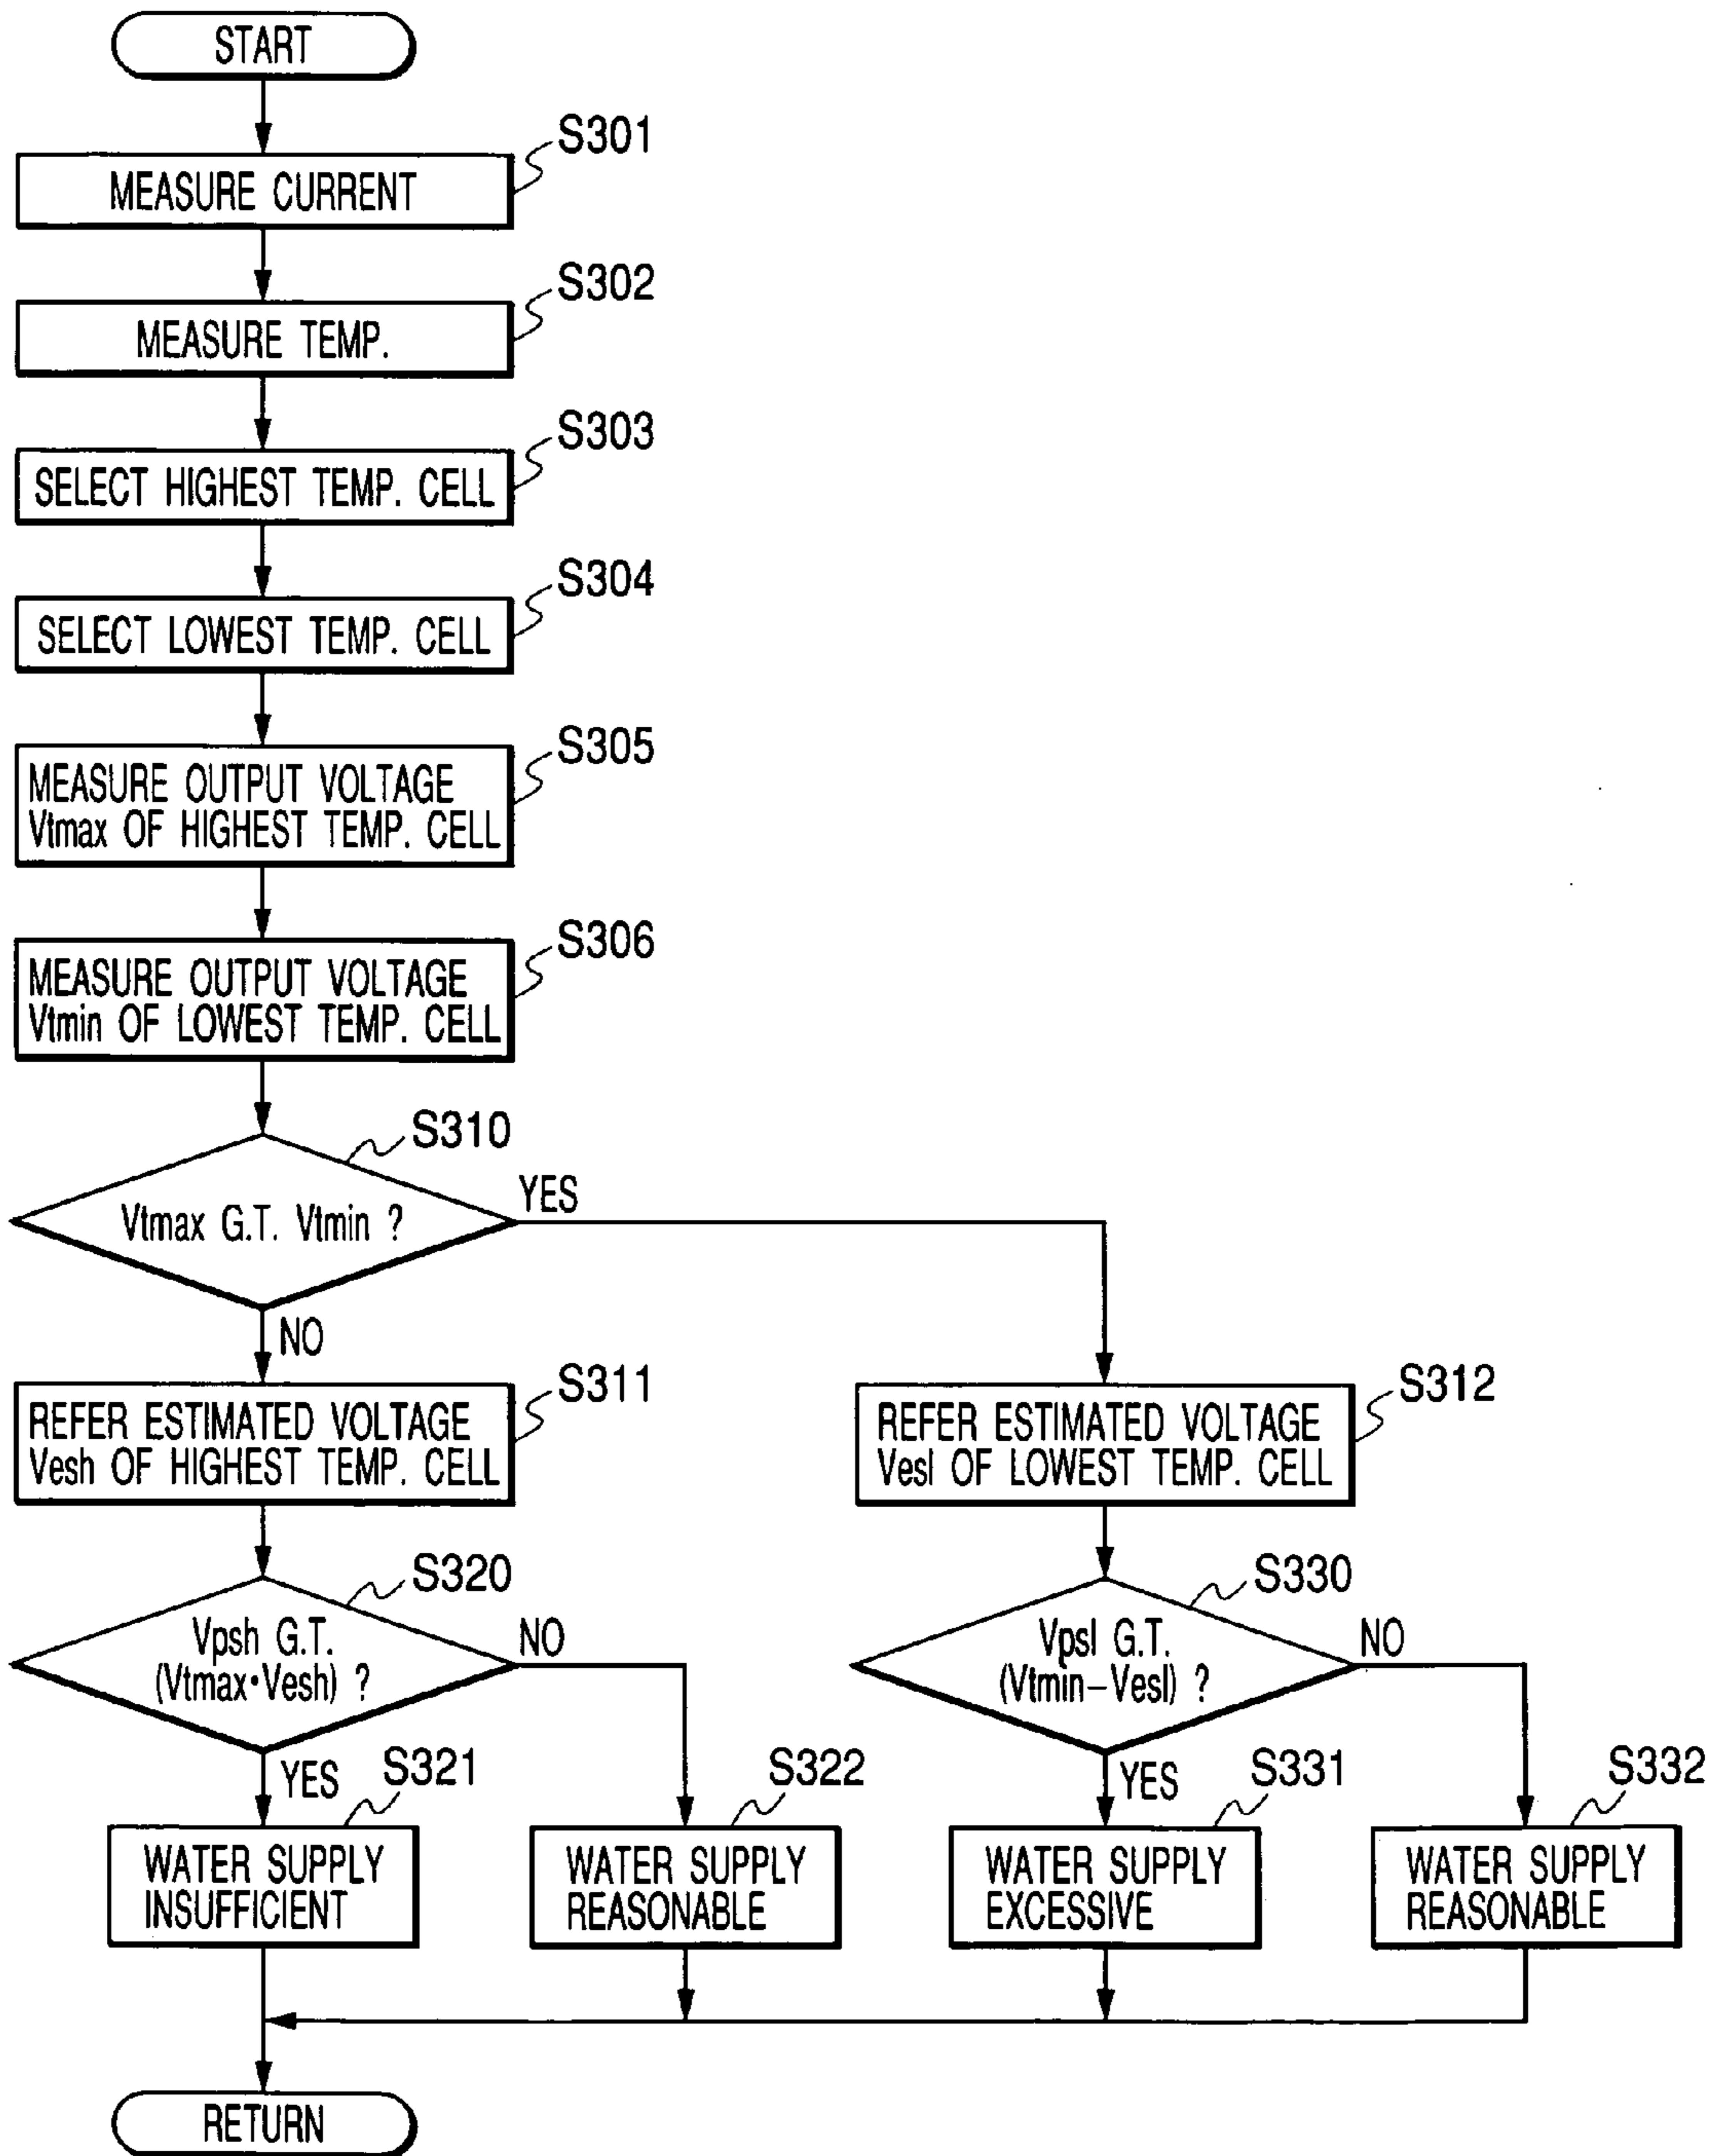 START
S301
MEASURE CURRENT
S302
MEASURE TEMP.
S303
SELECT HIGHEST TEMP. CELL
S304
SELECT LOWEST TEMP. CELL
S305
MEASURE OUTPUT VOLTAGE
Vtmax OF HIGHEST TEMP. CELL
S306
MEASURE OUTPUT VOLTAGE
Vtmin OF LOWEST TEMP. CELL
S310
Vtmax G.T. Vtmin ?
YES
NO
S311
REFER ESTIMATED VOLTAGE
Vesh OF HIGHEST TEMP. CELL
S312
REFER ESTIMATED VOLTAGE
Vesl OF LOWEST TEMP. CELL
S320
Vpsh G.T.
(Vtmax•Vesh) ?
NO
YES
S330
Vpsl G.T.
(Vtmin−Vesl) ?
NO
YES
S321
WATER SUPPLY
INSUFFICIENT
S322
WATER SUPPLY
REASONABLE
S331
WATER SUPPLY
EXCESSIVE
S332
WATER SUPPLY
REASONABLE
RETURN